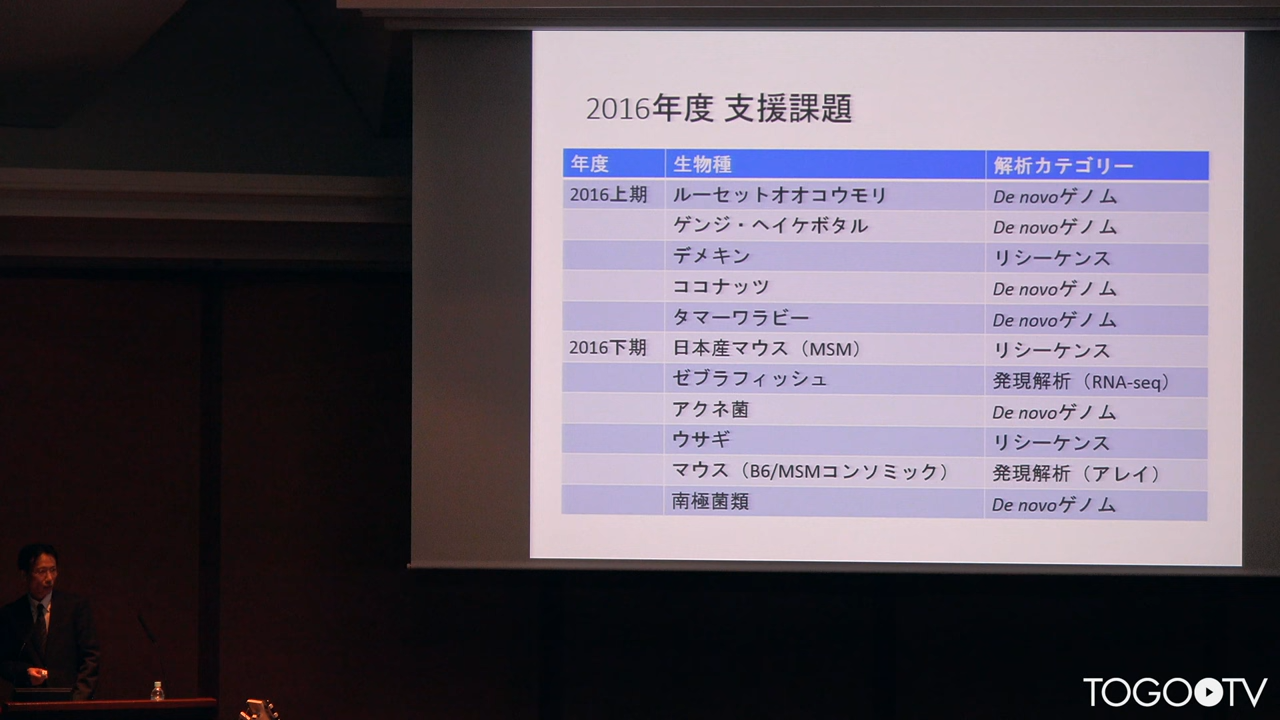 2016年度 支援課題
年度 生物種 解析カテゴリー
2016上期 ルーセットオオコウモリ De novoゲノム
ゲンジ・ヘイケボタル De novoゲノム
デメキン リシーケンス
ココナッツ De novoゲノム
タマーワラビー De novoゲノム
2016下期 日本産マウス（MSM） リシーケンス
ゼブラフィッシュ 発現解析（RNA-seq）
アクネ菌 De novoゲノム
ウサギ リシーケンス
マウス（B6/MSMコンソミック） 発現解析（アレイ）
南極菌類 De novoゲノム
TOGOTV